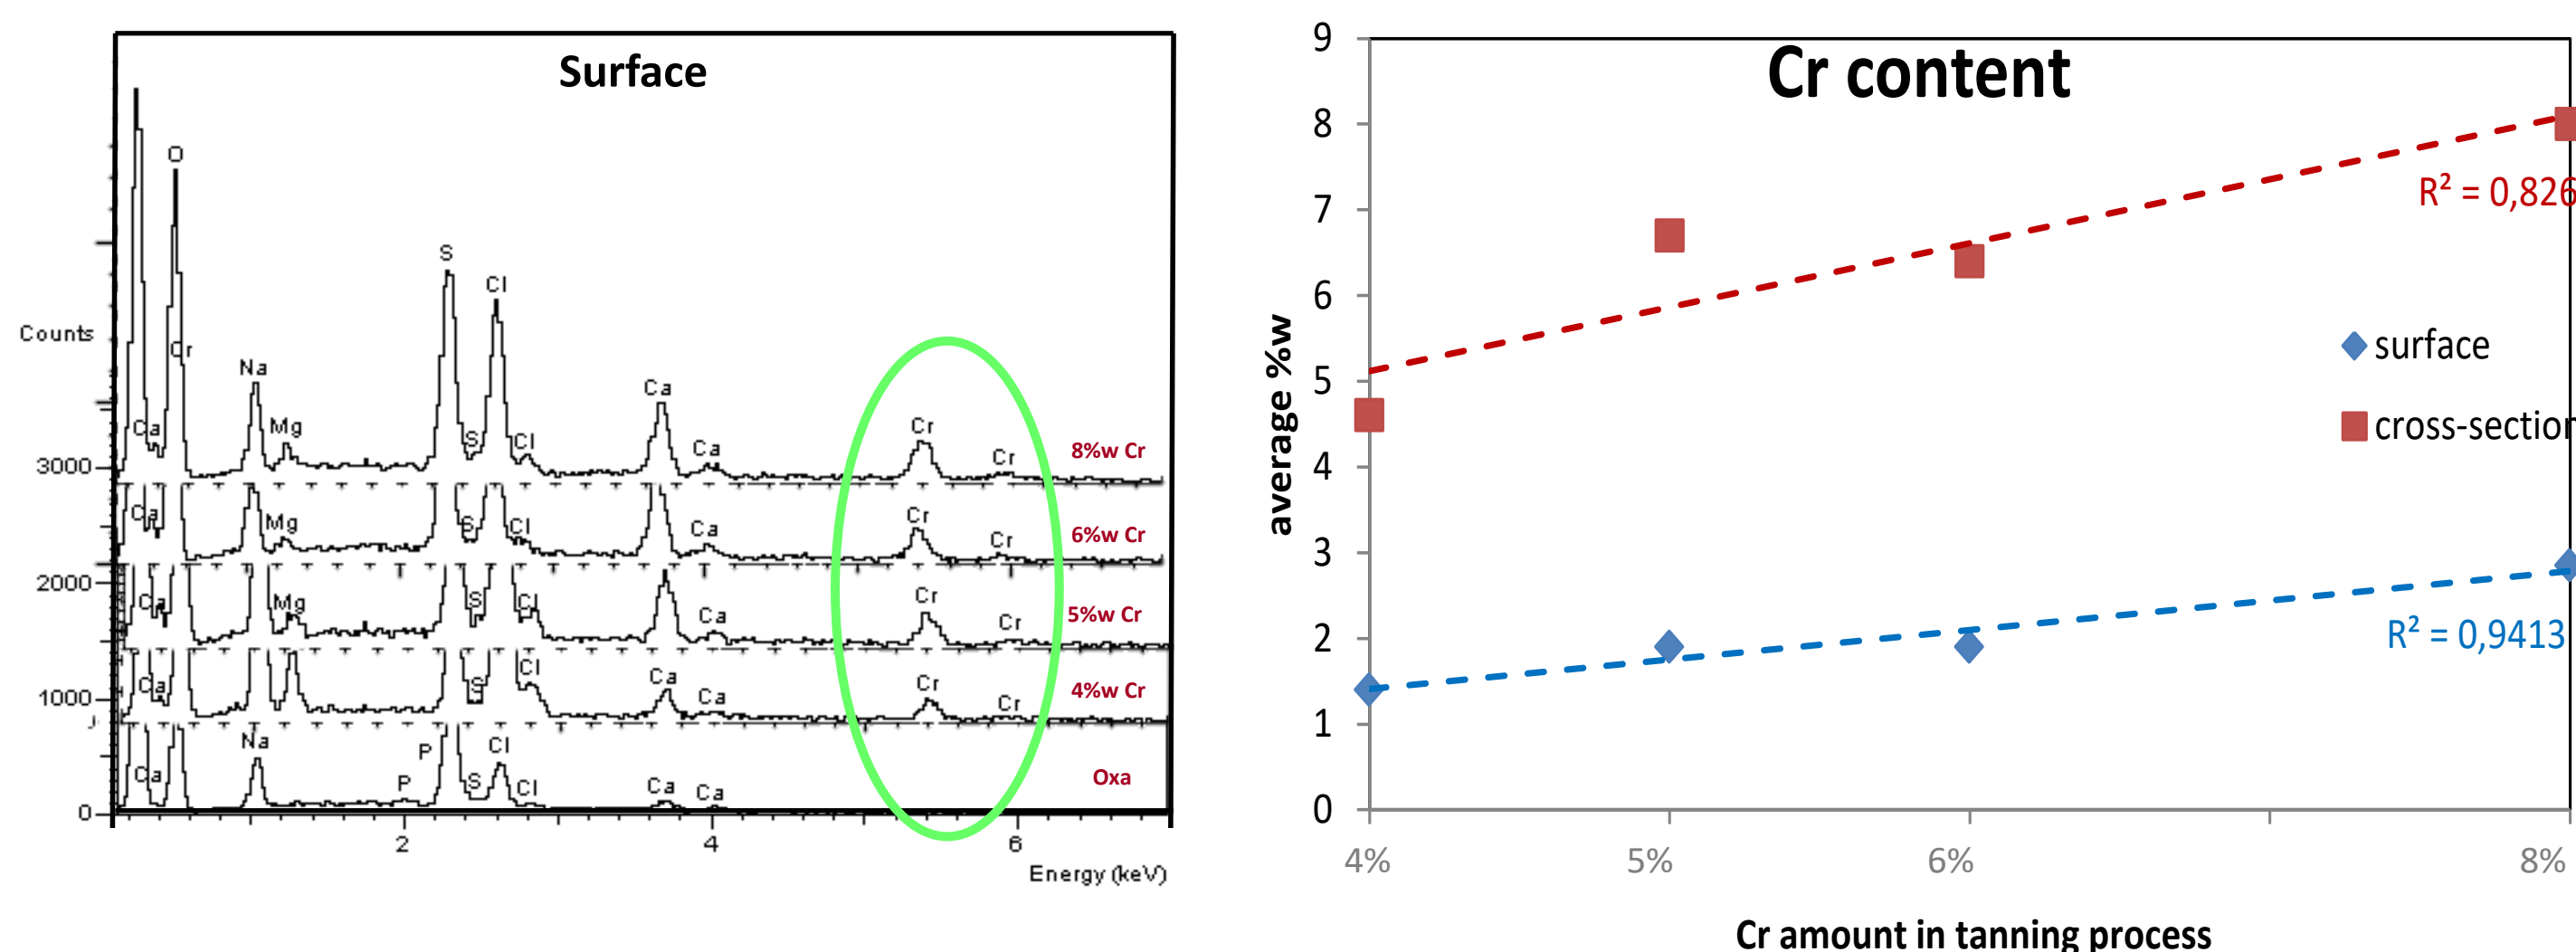 Surface
O
S
Cl
Counts
Cr
Na
Ca
Ca
Mg
S
Cl
Ca
Cr
Cr
8%w Cr
3000
Ca
Mg
S
Cl
Ca
Cr
Cr
6%w Cr
2000
Ca
Mg
S
Cl
Ca
Cr
Cr
5%w Cr
1000
Ca
S
Cl
Ca
Ca
Cr
Cr
4%w Cr
Na
P
P
Cl
Ca
S
Cl
Ca
Ca
Oxa
0
2 4 6
Energy (keV)
Cr content
9
8
7
6
5
4
3
2
1
0
average %w
R² = 0,826
surface
cross-section
R² = 0,9413
4% 5% 6% 8%
Cr amount in tanning process